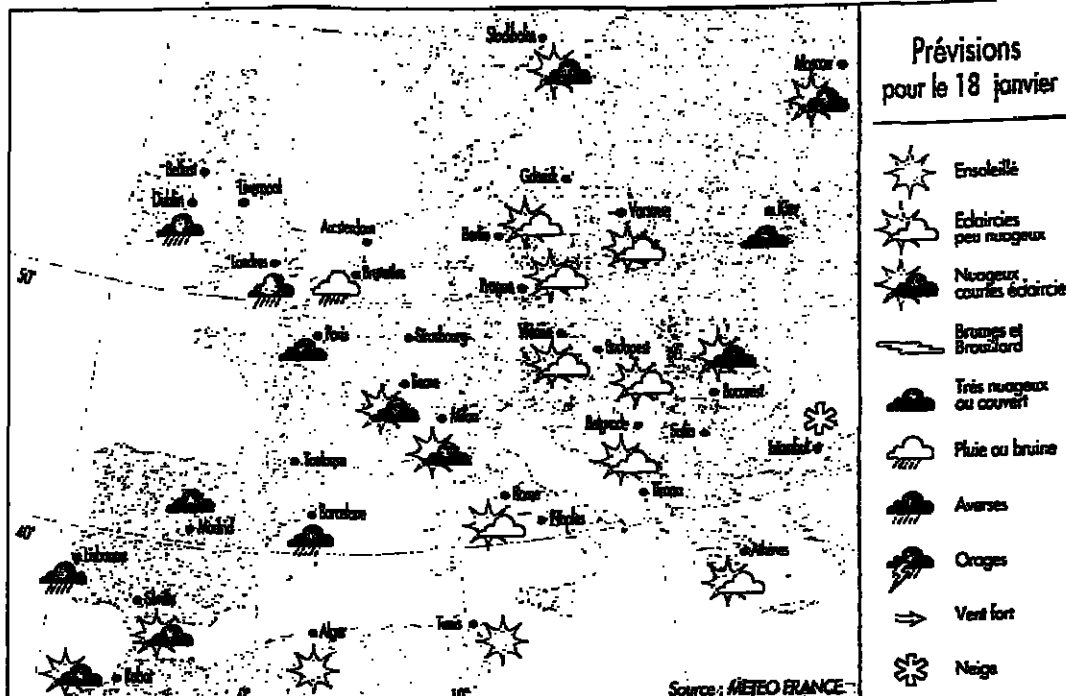 Stockholm
Moscou
Belfast
Dublin
Liverpool
Gdansk
Varsovie
Kiev
Amsterdam
Berlin
Londres
Bruxelles
50°
Prague
Paris
Strasbourg
Vienne
Budapest
Bucarest
Milan
Belgrade
Sofia
Istanbul
Toulouse
Rome
Tirana
Barcelone
Naples
Madrid
40°
Lisbonne
Athènes
Séville
Alger
Tunis
Rabat
0°
10°
Source : METEO FRANCE
Prévisions
pour le 18 janvier
Ensoleillé
Eclaircies
peu nuageux
Nuageux
courtes éclaircies
Brumes et
Brouillard
Très nuageux
ou couvert
Pluie ou bruine
Averses
Orages
Vent fort
Neige